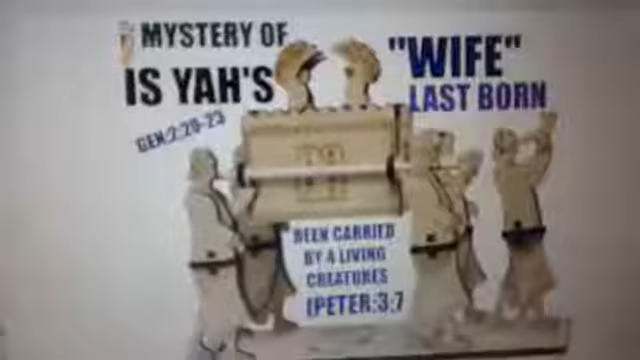 MYSTERY OF
"WIFE"
IS YAH'S
LAST BORN
GEN:2:20-23
BEEN CARRIED
BY 4 LIVING
CREATURES
1PETER:3:7